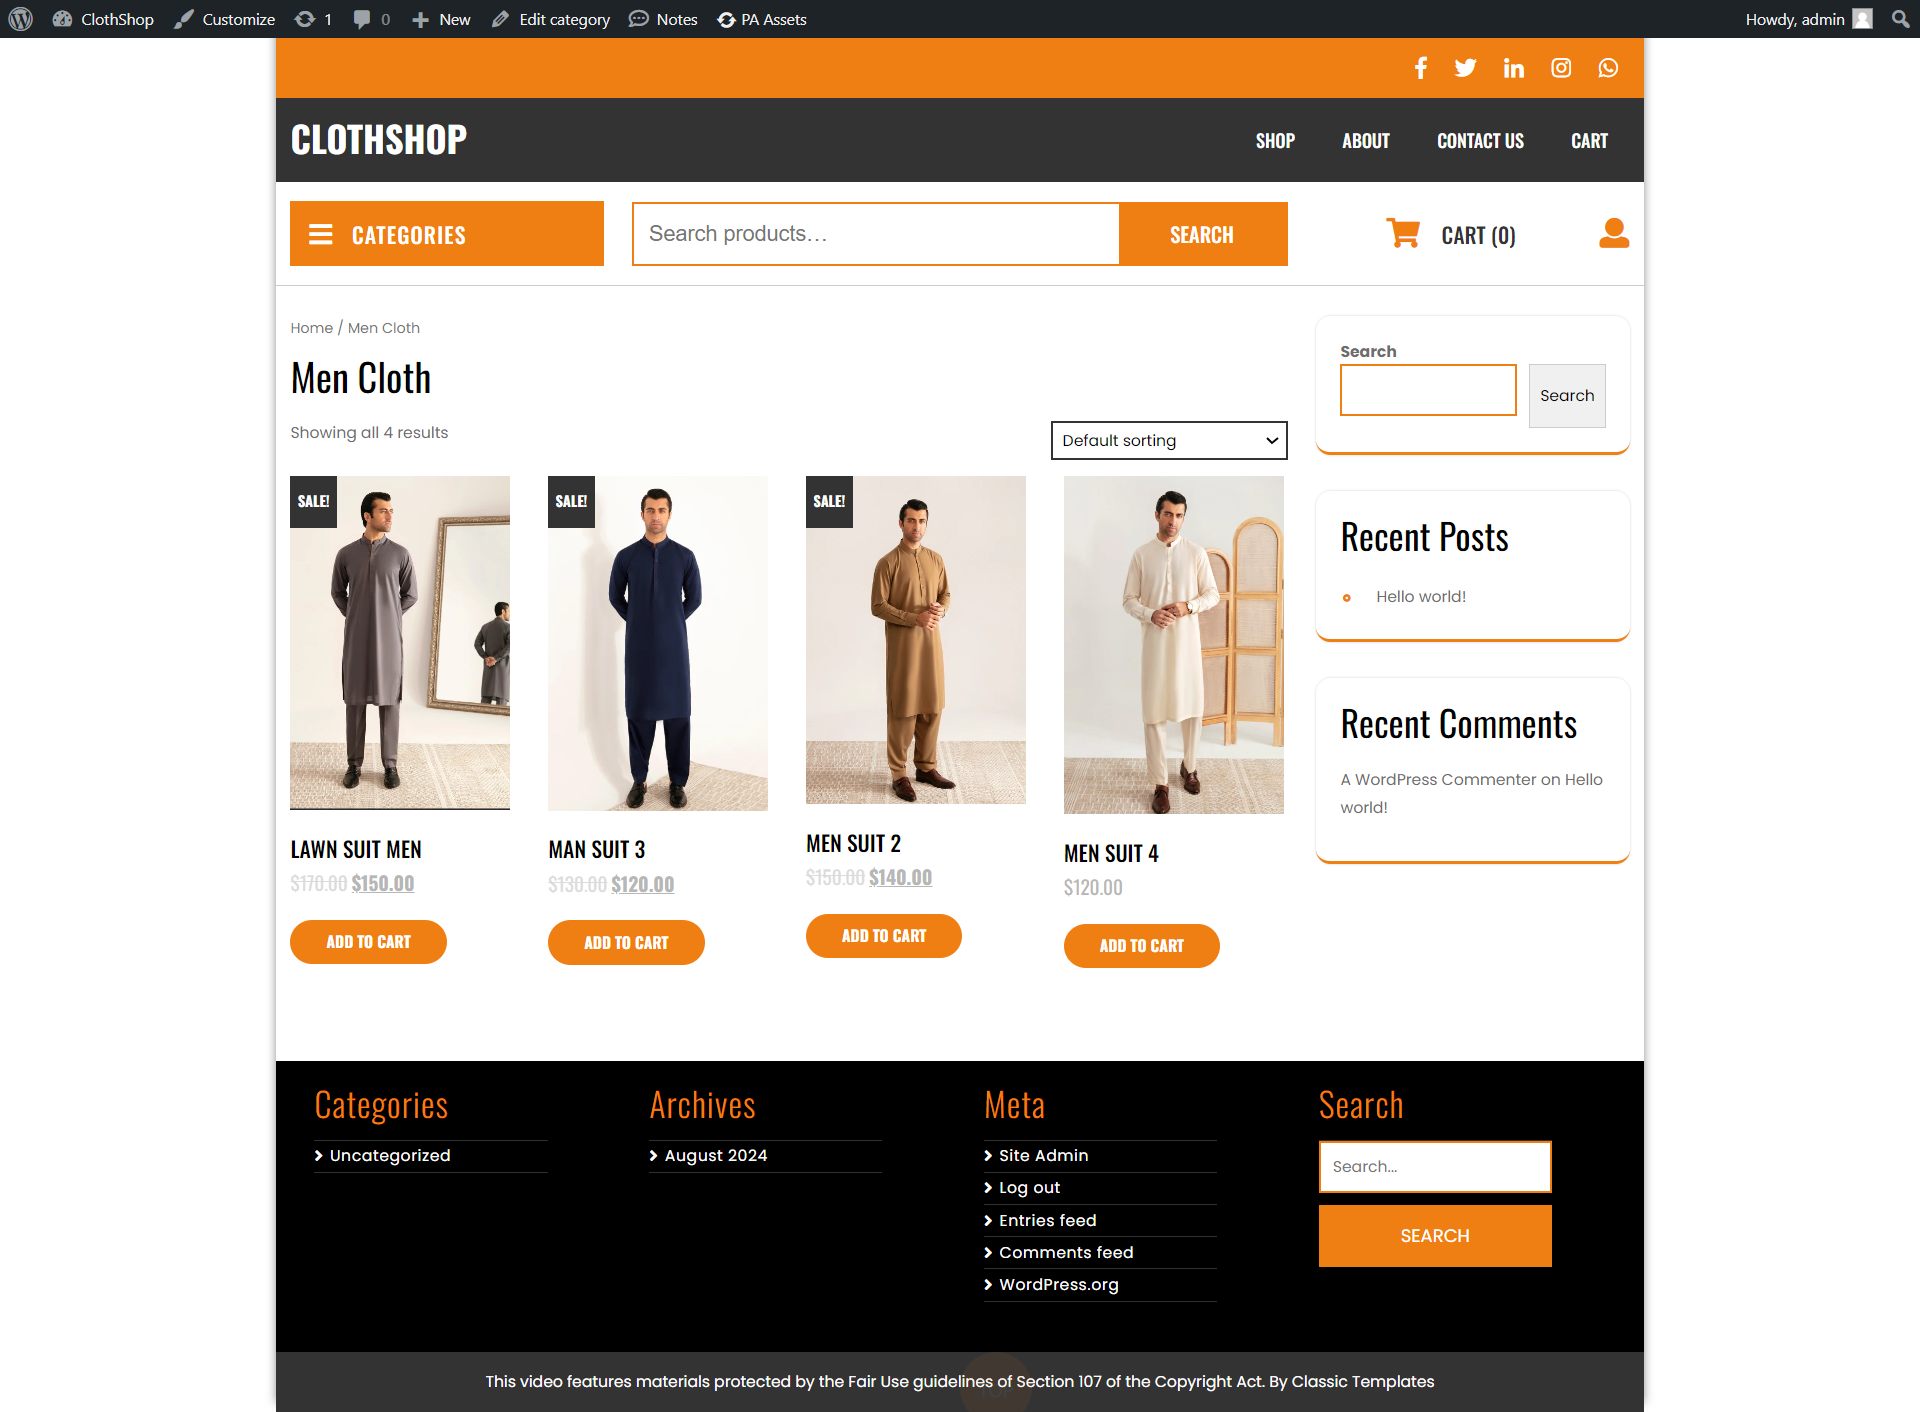 ClothShop Customize 1 0 New Edit category Notes PA Assets Howdy, admin
CLOTHSHOP SHOP ABOUT CONTACT US CART
CATEGORIES Search products… SEARCH CART (0)
Home / Men Cloth
Men Cloth
Showing all 4 results
Default sorting
SALE! SALE! SALE!
LAWN SUIT MEN
$170.00 $150.00
ADD TO CART
MAN SUIT 3
$130.00 $120.00
ADD TO CART
MEN SUIT 2
$150.00 $140.00
ADD TO CART
MEN SUIT 4
$120.00
ADD TO CART
Search
Search
Recent Posts
Hello world!
Recent Comments
A WordPress Commenter on Hello
world!
Categories
Uncategorized
Archives
August 2024
Meta
Site Admin
Log out
Entries feed
Comments feed
WordPress.org
Search
Search…
SEARCH
This video features materials protected by the Fair Use guidelines of Section 107 of the Copyright Act. By Classic Templates